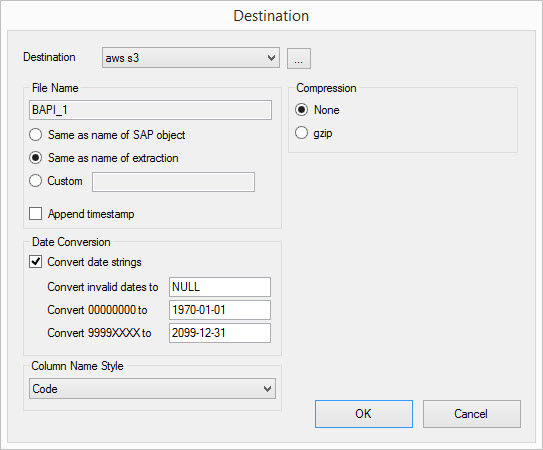 Destination
Destination aws s3 ...
File Name
BAPI_1
Same as name of SAP object
Same as name of extraction
Custom
Append timestamp
Compression
None
gzip
Date Conversion
Convert date strings
Convert invalid dates to NULL
Convert 00000000 to 1970-01-01
Convert 9999XXXX to 2099-12-31
Column Name Style
Code
OK Cancel